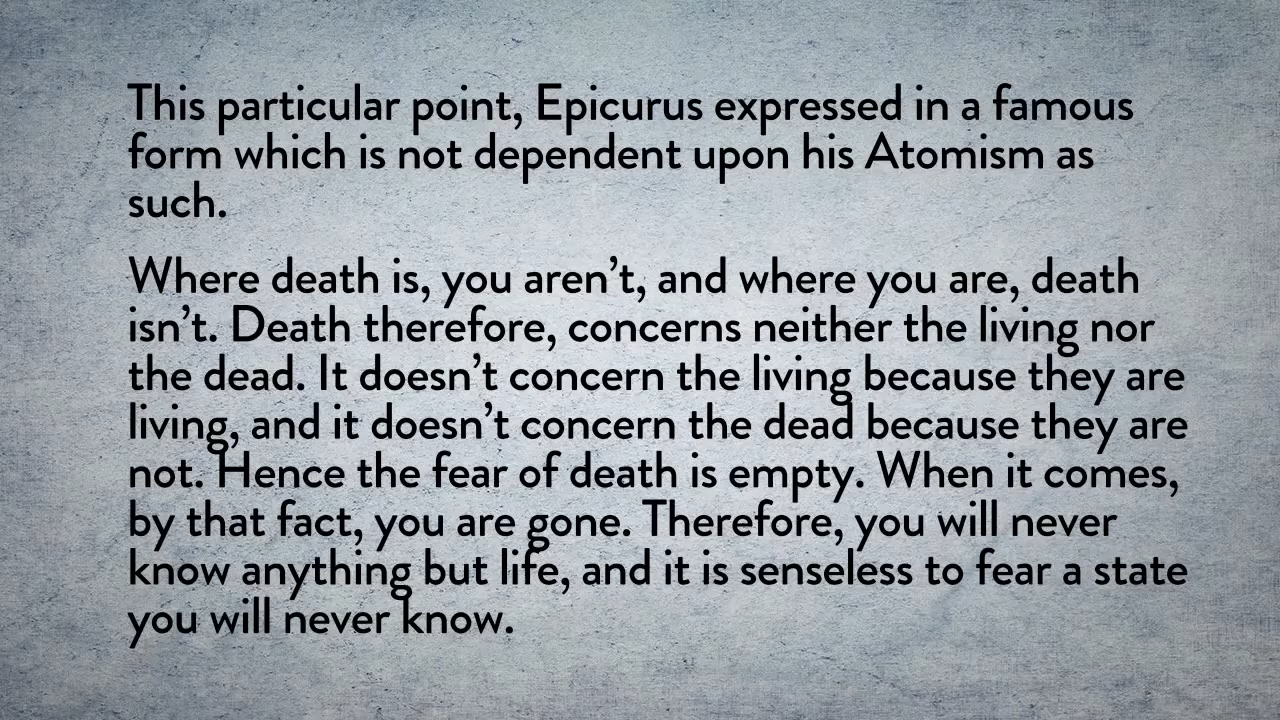 This particular point, Epicurus expressed in a famous
form which is not dependent upon his Atomism as
such.
Where death is, you aren’t, and where you are, death
isn’t. Death therefore, concerns neither the living nor
the dead. It doesn’t concern the living because they are
living, and it doesn’t concern the dead because they are
not. Hence the fear of death is empty. When it comes,
by that fact, you are gone. Therefore, you will never
know anything but life, and it is senseless to fear a state
you will never know.